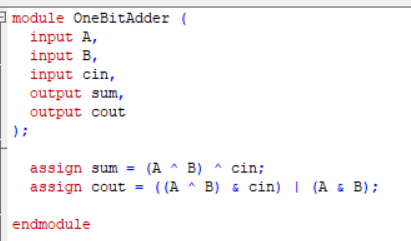 module OneBitAdder (
input A,
input B,
input cin,
output sum,
output cout
);
assign sum = (A ^ B) ^ cin;
assign cout = ((A ^ B) & cin) | (A & B);
endmodule